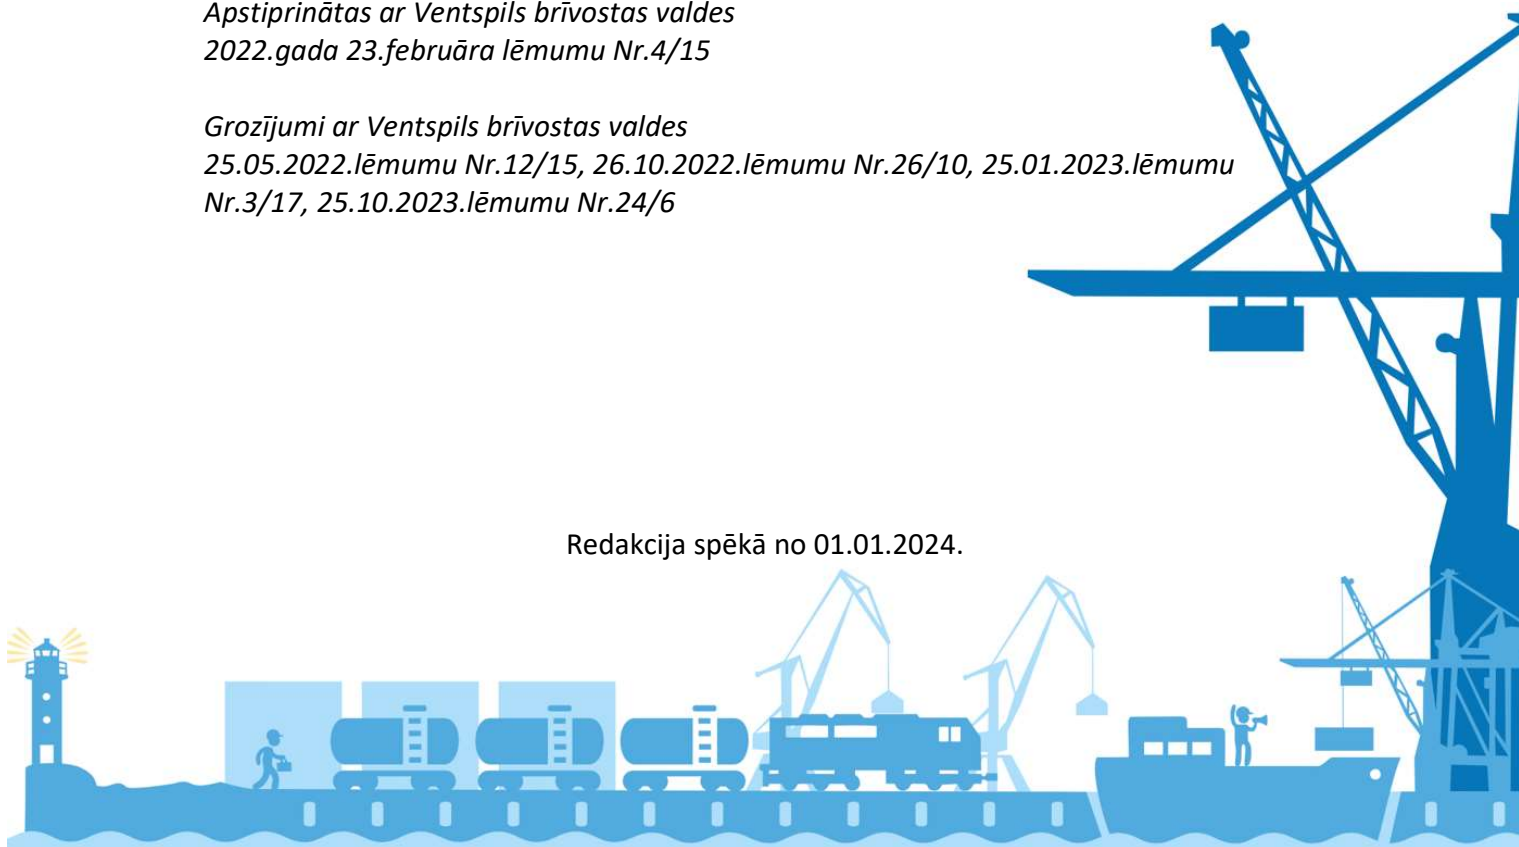 Apstiprinātas ar Ventspils brīvostas valdes
2022.gada 23.februāra lēmumu Nr.4/15
Grozījumi ar Ventspils brīvostas valdes
25.05.2022.lēmumu Nr.12/15, 26.10.2022.lēmumu Nr.26/10, 25.01.2023.lēmumu
Nr.3/17, 25.10.2023.lēmumu Nr.24/6
Redakcija spēkā no 01.01.2024.